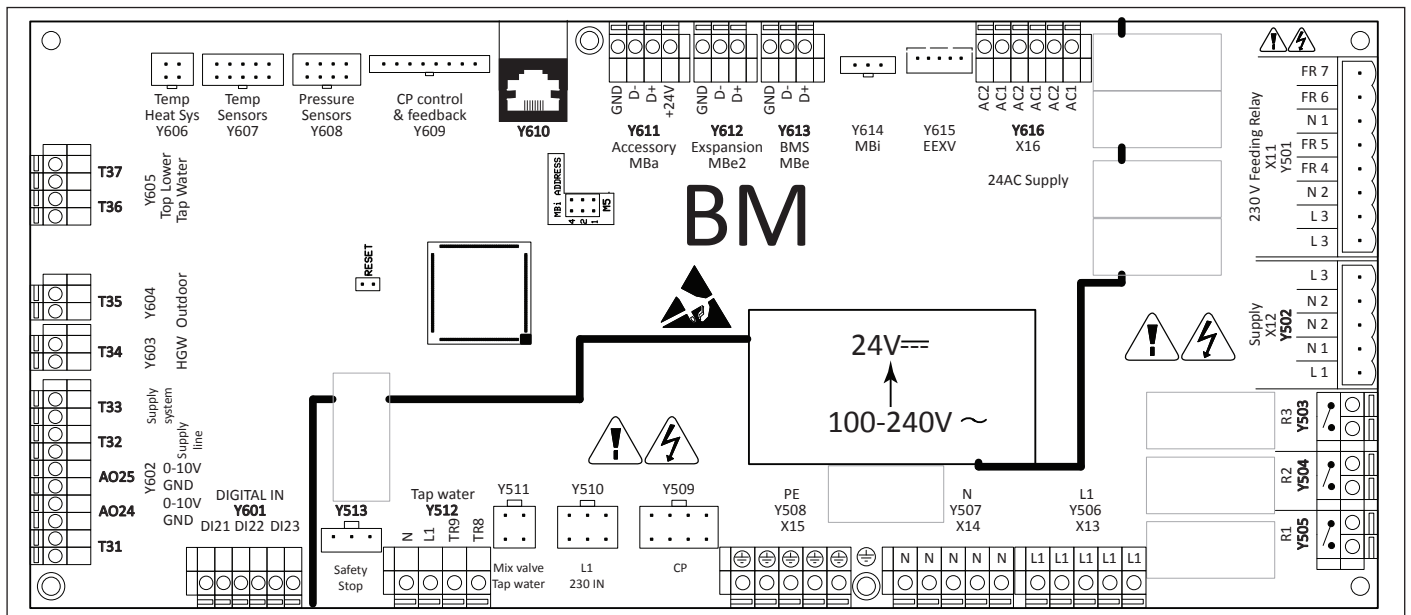 Temp
Heat Sys
Y606
Temp
Sensors
Y607
Pressure
Sensors
Y608
CP control
& feedback
Y609
Y610
GND D- D+ +24V
Y611
Accessory
MBa
GND D- D+
Y612
Exspansion
MBe2
GND D- D+
Y613
BMS
MBe
Y614
MBi
Y615
EEXV
AC2 AC1 AC2 AC1 AC2 AC1
Y616
X16
24AC Supply
FR 7
FR 6
N 1
FR 5
FR 4
N 2
L 3
L 3
230 V Feeding Relay
X11
Y501
T37
T36
Y605
Top Lower
Tap Water
MBi ADDRESS
4 2 1
M5
BM
RESET
T35
Y604
Outdoor
T34
Y603
HGW
L 3
N 2
N 2
N 1
L 1
Supply
X12
Y502
24V
100-240V ~
T33
Supply
system
T32
Supply
line
AO25
0-10V
GND
Y602
AO24
0-10V
GND
T31
R3
Y503
R2
Y504
R1
Y505
DIGITAL IN
Y601
DI21 DI22 DI23
Y513
Safety
Stop
Tap water
Y512
N L1 TR9 TR8
Y511
Mix valve
Tap water
Y510
L1
230 IN
Y509
CP
PE
Y508
X15
N
Y507
X14
N N N N N
L1
Y506
X13
L1 L1 L1 L1 L1